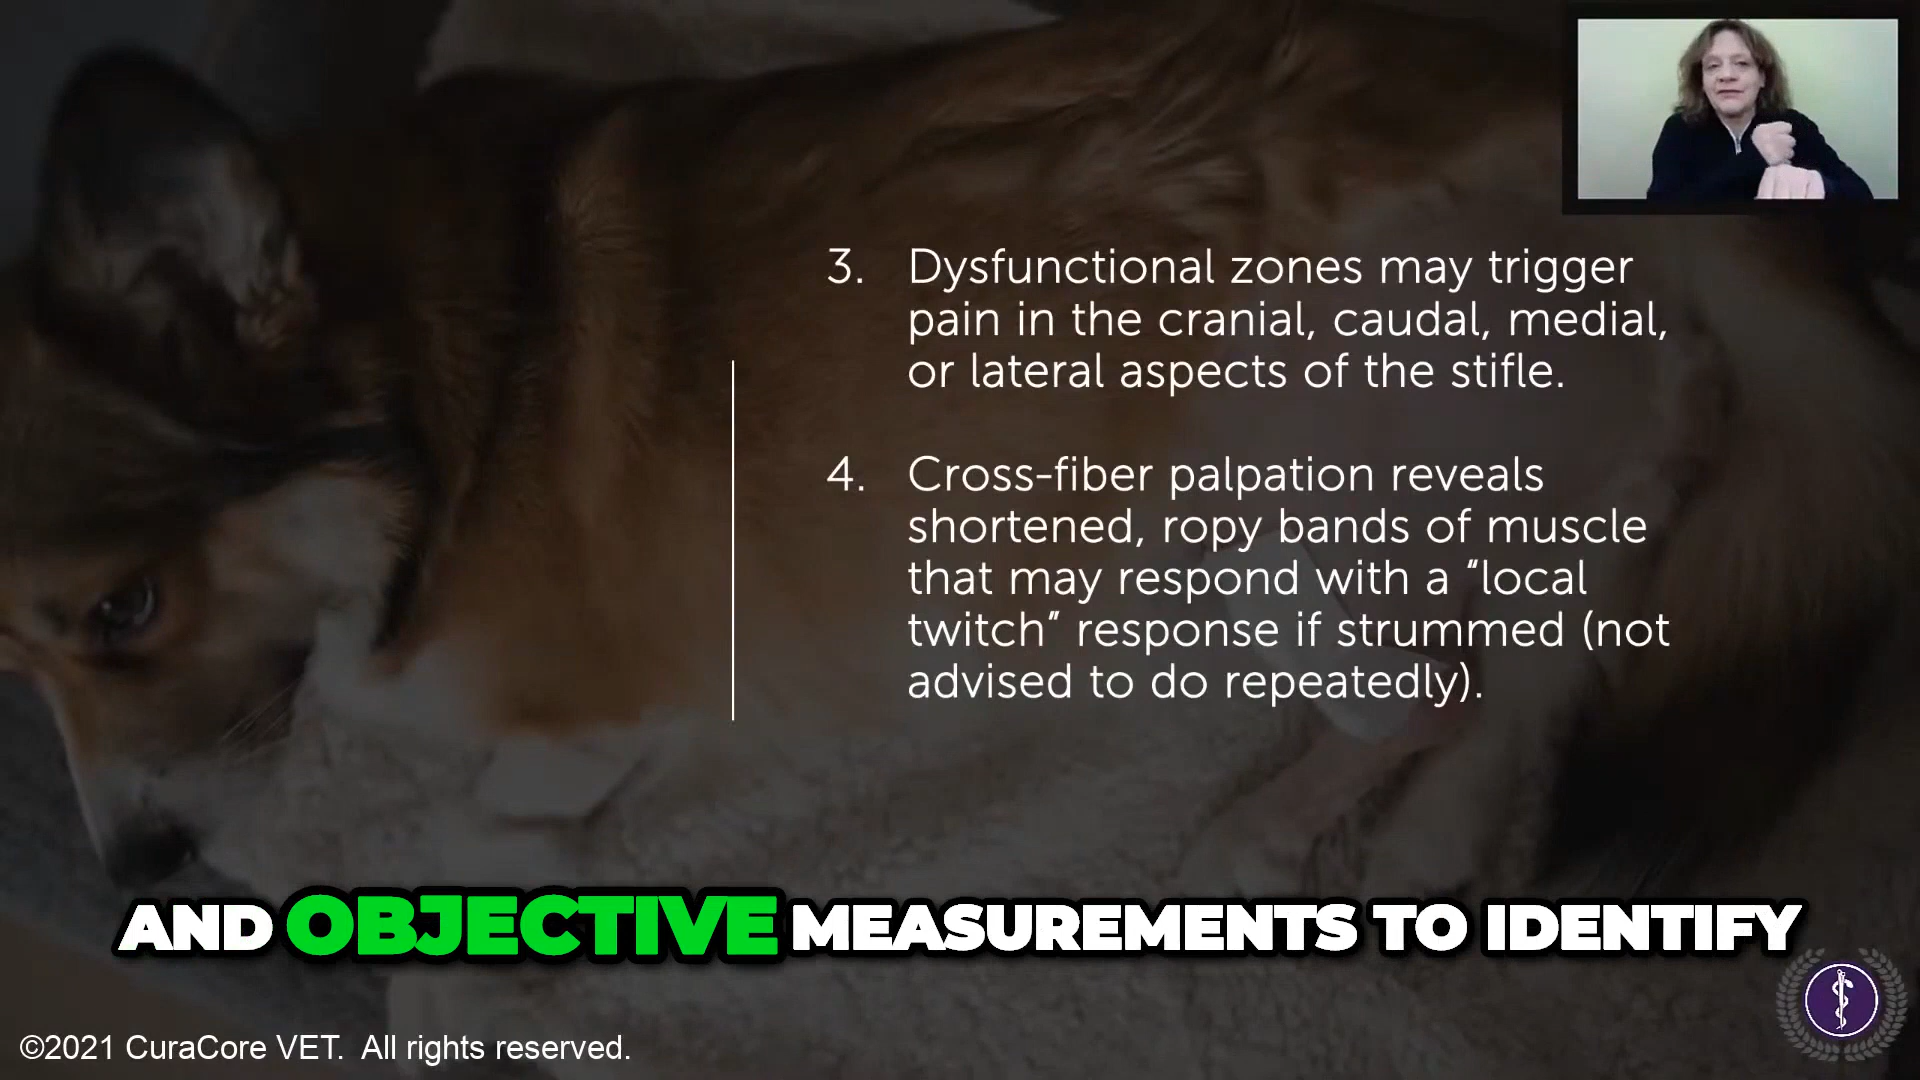 3. Dysfunctional zones may trigger
pain in the cranial, caudal, medial,
or lateral aspects of the stifle.
4. Cross-fiber palpation reveals
shortened, ropy bands of muscle
that may respond with a “local
twitch” response if strummed (not
advised to do repeatedly).
AND OBJECTIVE MEASUREMENTS TO IDENTIFY
©2021 CuraCore VET. All rights reserved.